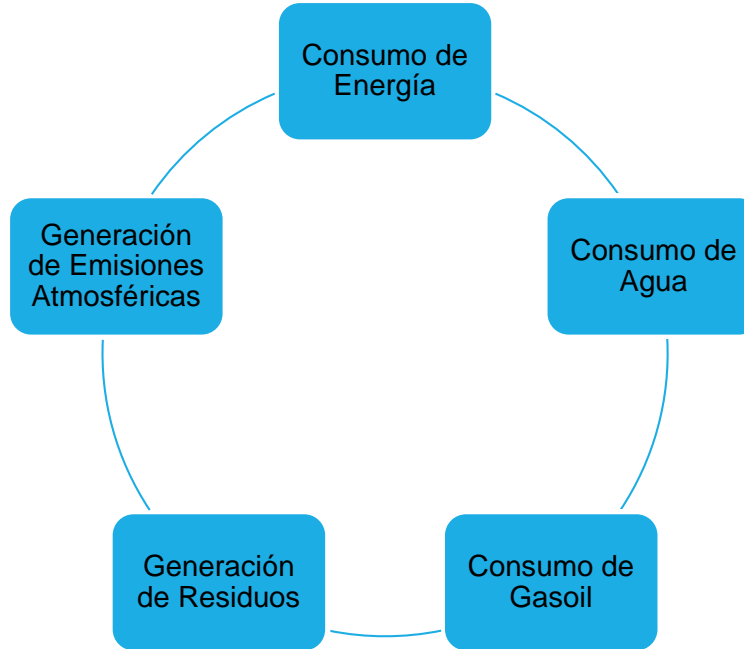 Consumo de
Energía
Consumo de
Agua
Consumo de
Gasoil
Generación
de Residuos
Generación
de Emisiones
Atmosféricas